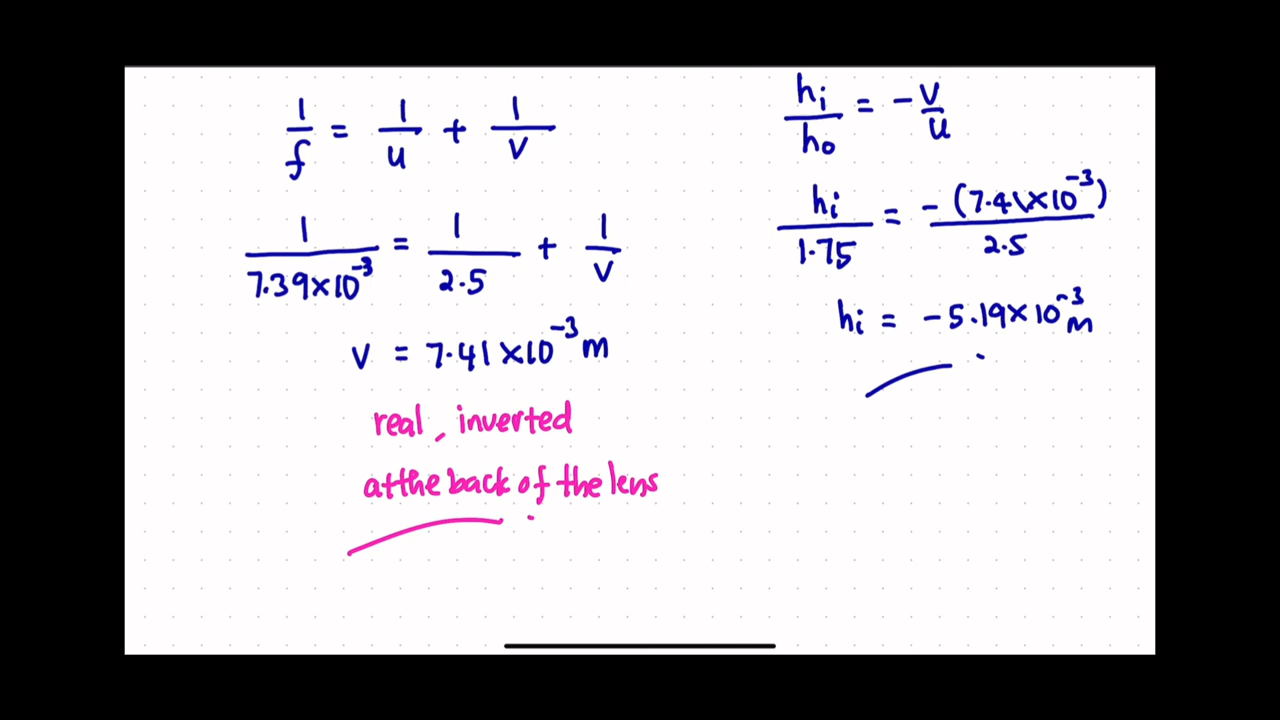 1/f = 1/u + 1/v
1/7.39×10⁻³ = 1/2.5 + 1/v
v = 7.41×10⁻³ m
real, inverted
at the back of the lens
hi/ho = -v/u
hi/1.75 = -(7.41×10⁻³)/2.5
hi = -5.19×10⁻³ m